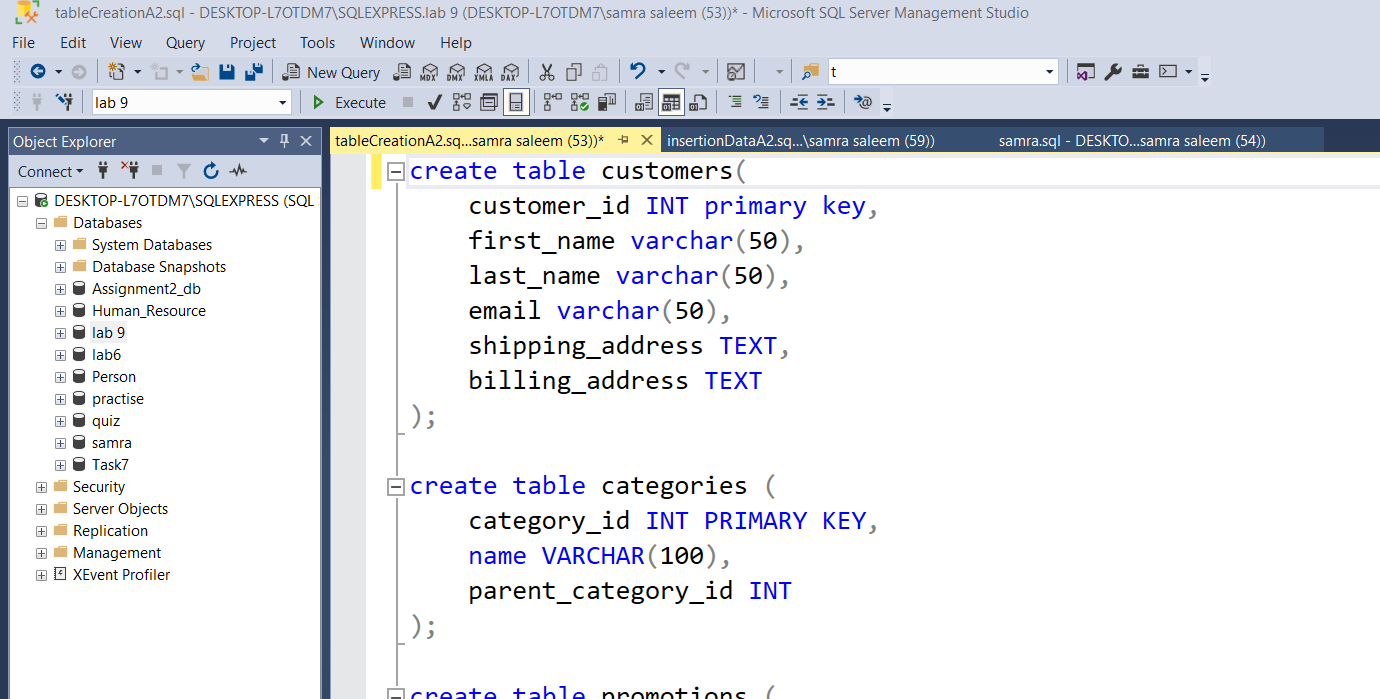 tableCreationA2.sql - DESKTOP-L7OTDM7\SQLEXPRESS.lab 9 (DESKTOP-L7OTDM7\samra saleem (53))* - Microsoft SQL Server Management Studio
File Edit View Query Project Tools Window Help
New Query MDX DMX XMLA DAX t
lab 9 Execute
Object Explorer
Connect
DESKTOP-L7OTDM7\SQLEXPRESS (SQL
Databases
System Databases
Database Snapshots
Assignment2_db
Human_Resource
lab 9
lab6
Person
practise
quiz
samra
Task7
Security
Server Objects
Replication
Management
XEvent Profiler
tableCreationA2.sq...samra saleem (53))* insertionDataA2.sq...\samra saleem (59)) samra.sql - DESKTO...samra saleem (54))
create table customers(
customer_id INT primary key,
first_name varchar(50),
last_name varchar(50),
email varchar(50),
shipping_address TEXT,
billing_address TEXT
);
create table categories (
category_id INT PRIMARY KEY,
name VARCHAR(100),
parent_category_id INT
);
create table promotions (